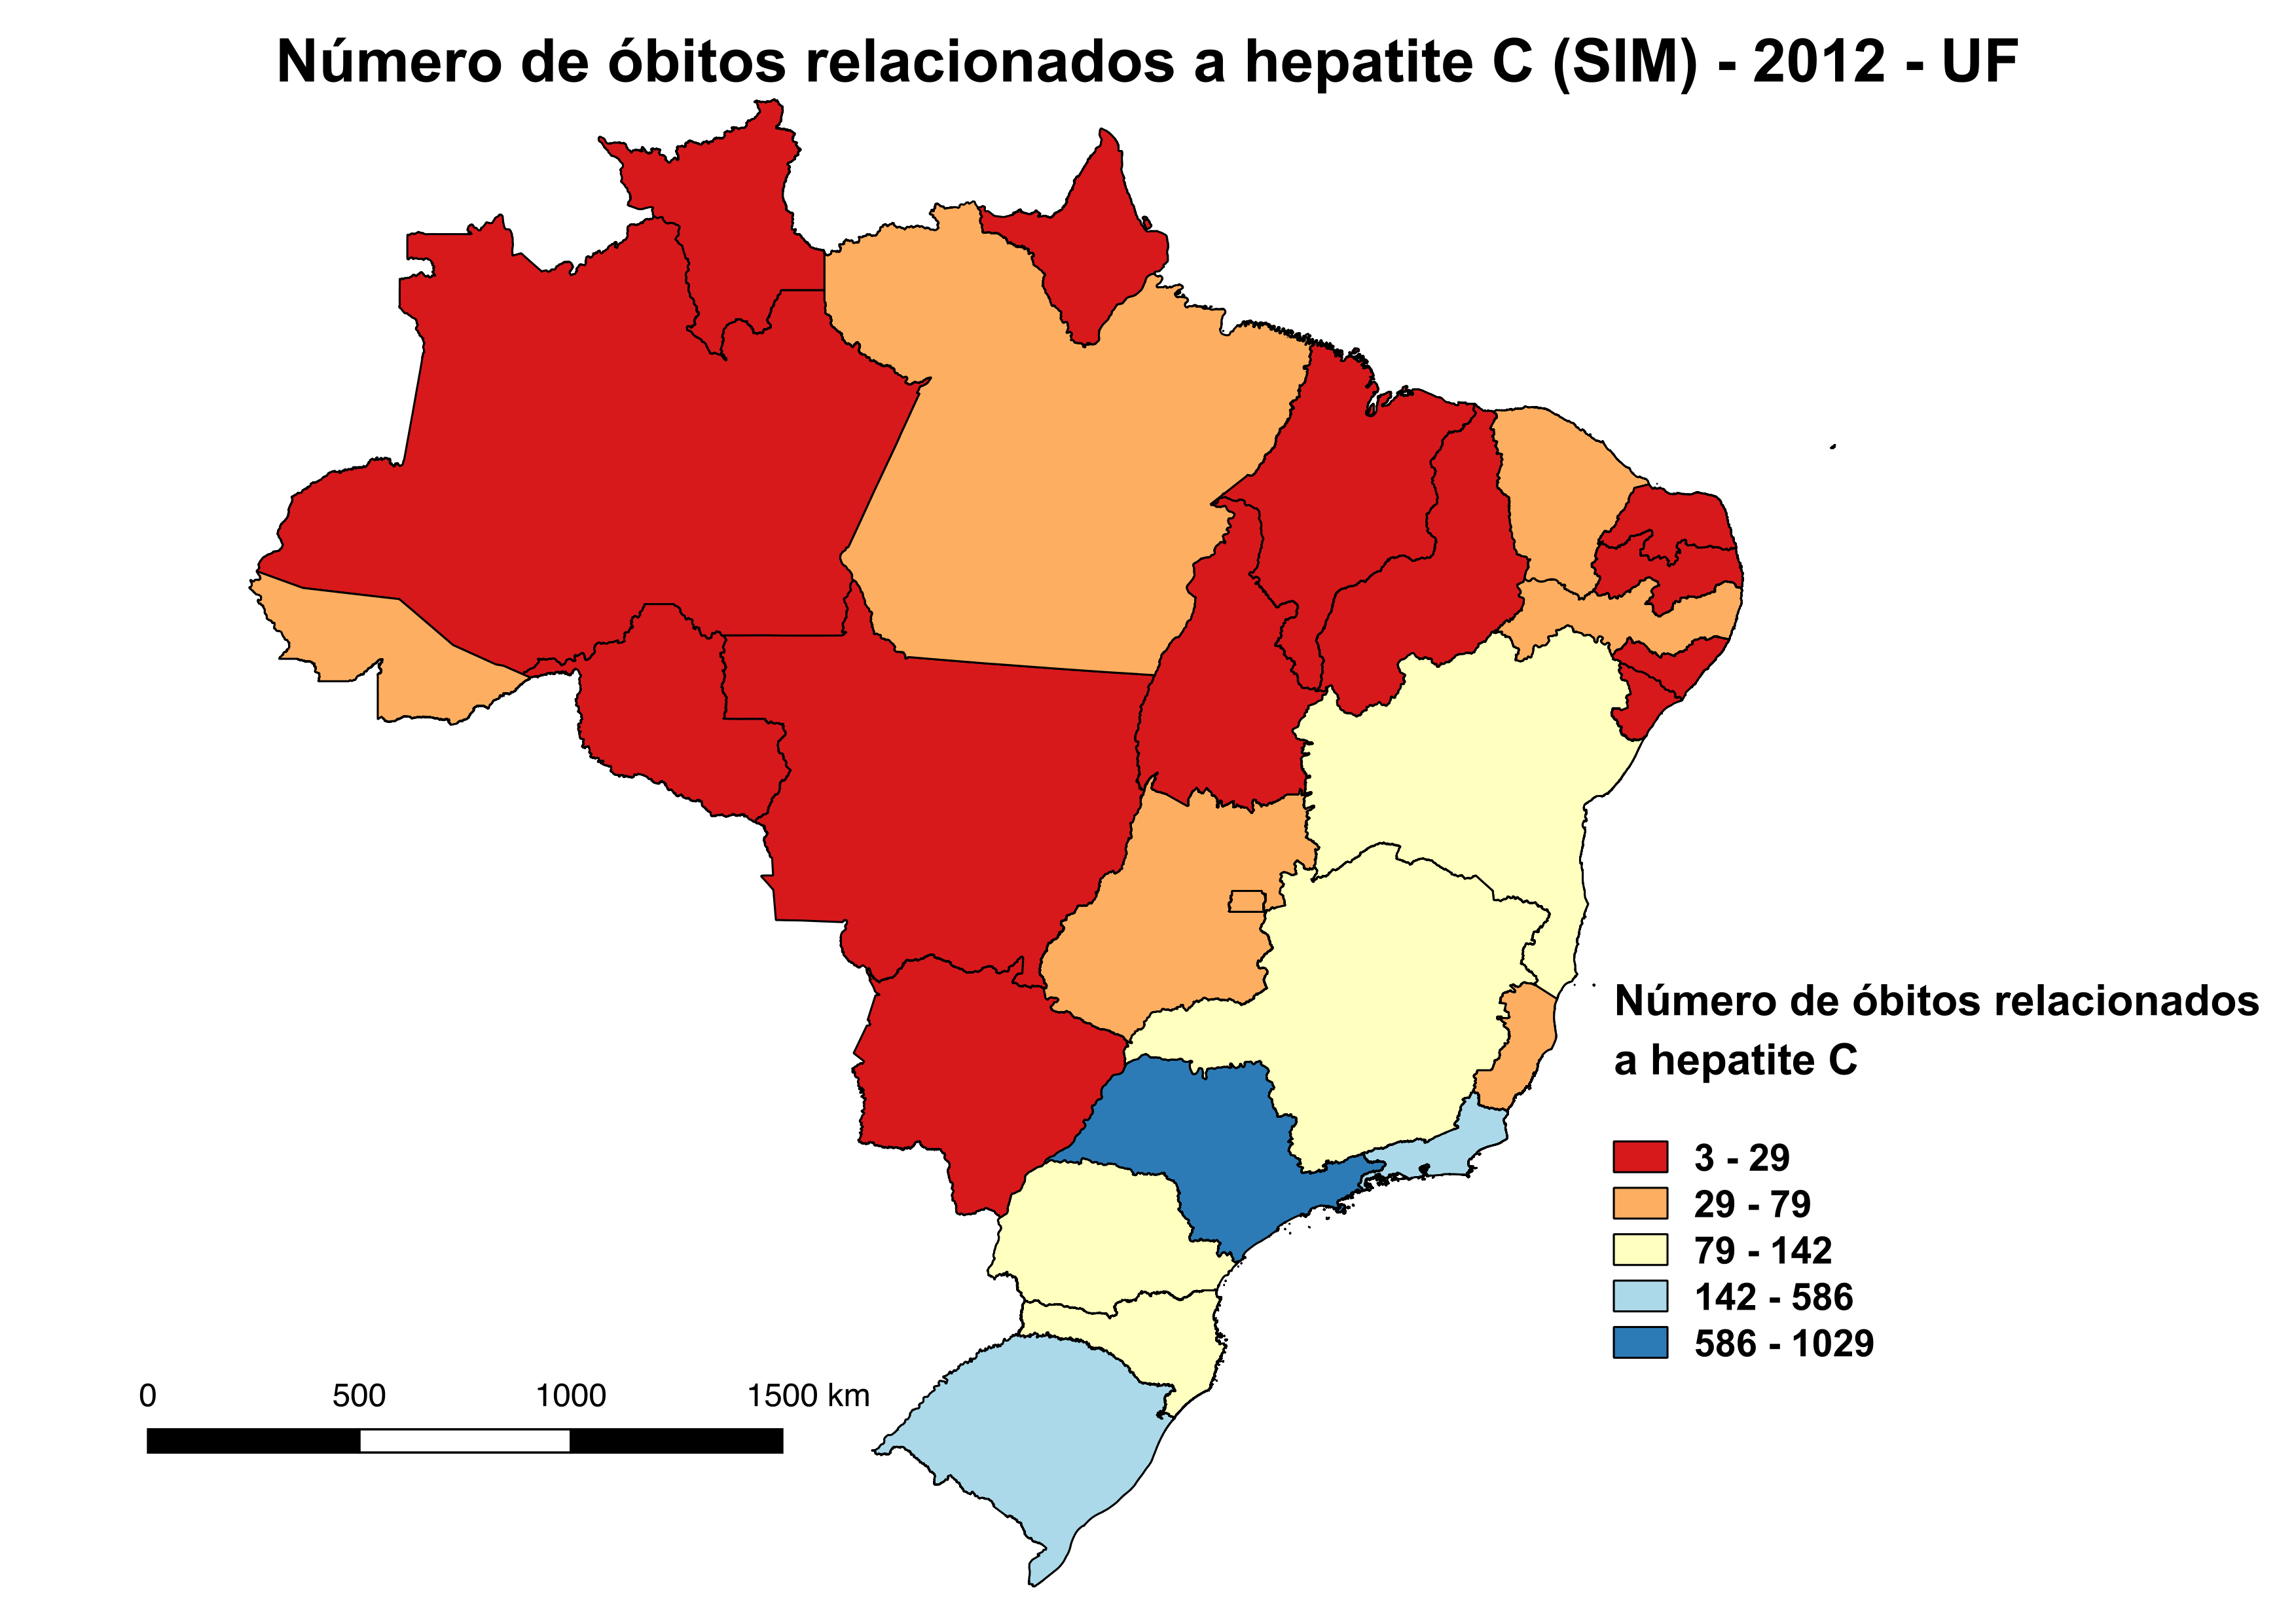 Número de óbitos relacionados a hepatite C (SIM) - 2012 - UF
Número de óbitos relacionados
a hepatite C
3 - 29
29 - 79
79 - 142
142 - 586
586 - 1029
0 500 1000 1500 km